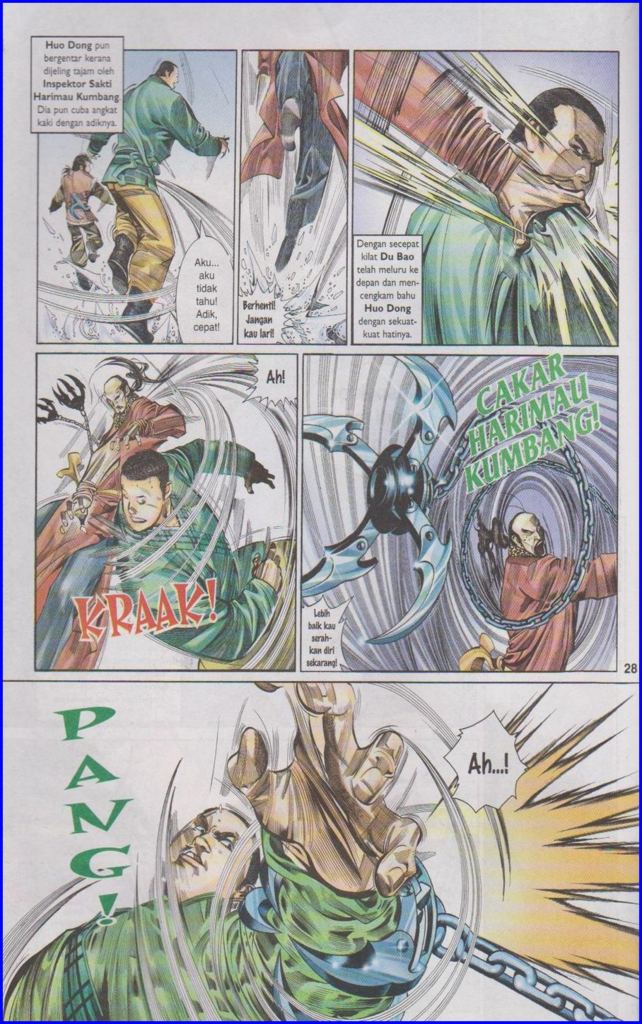 Huo Dong pun
bergentar kerana
dijeling tajam oleh
Inspektor Sakti
Harimau Kumbang.
Dia pun cuba angkat
kaki dengan adiknya.
Aku...
aku
tidak
tahu!
Adik,
cepat!
Berhenti!
Jangan
kau lari!
Dengan secepat
kilat Du Bao
telah meluru ke
depan dan men-
cengkam bahu
Huo Dong
dengan sekuat-
kuat hatinya.
Ah!
KRAAK!
CAKAR
HARIMAU
KUMBANG!
Lebih
baik kau
serah-
kan diri
sekarang!
28
PANG!
Ah...!